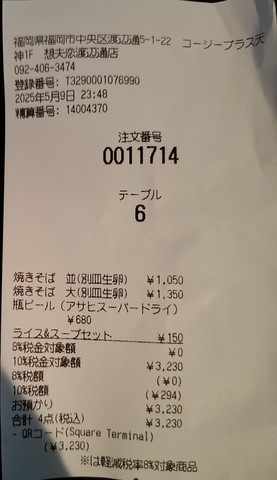 福岡県福岡市中央区渡辺通5-1-22 コージープラス天
神1F 想夫恋渡辺通店
092-406-3474
登録番号: T3290001076990
2025年5月9日 23:48
精算番号: 14004370
注文番号
0011714
テーブル
6
焼きそば 並(別皿生卵) ¥1,050
焼きそば 大(別皿生卵) ¥1,350
瓶ビール (アサヒスーパードライ)
¥680
ライス&スープセット ¥150
8%税金対象額 ¥0
10%税金対象額 ¥3,230
8%税額 (¥0)
10%税額 (¥294)
お預かり ¥3,230
合計 4点(税込) ¥3,230
- QRコード(Square Terminal)
(¥3,230)
※は軽減税率8%対象商品